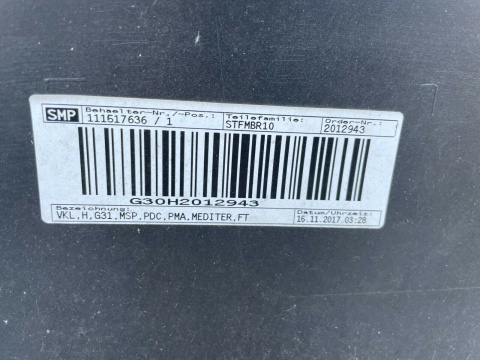 SMP Behaelter-Nr./-Pos.: Teilefamilie: Order-Nr.:
111617636 / 1 STFMBR10 2012943
G30H2012943
Bezeichnung: Datum/Uhrzeit:
VKL,H,G31,MSP,PDC,PMA,MEDITER,FT 16.11.2017,03:28